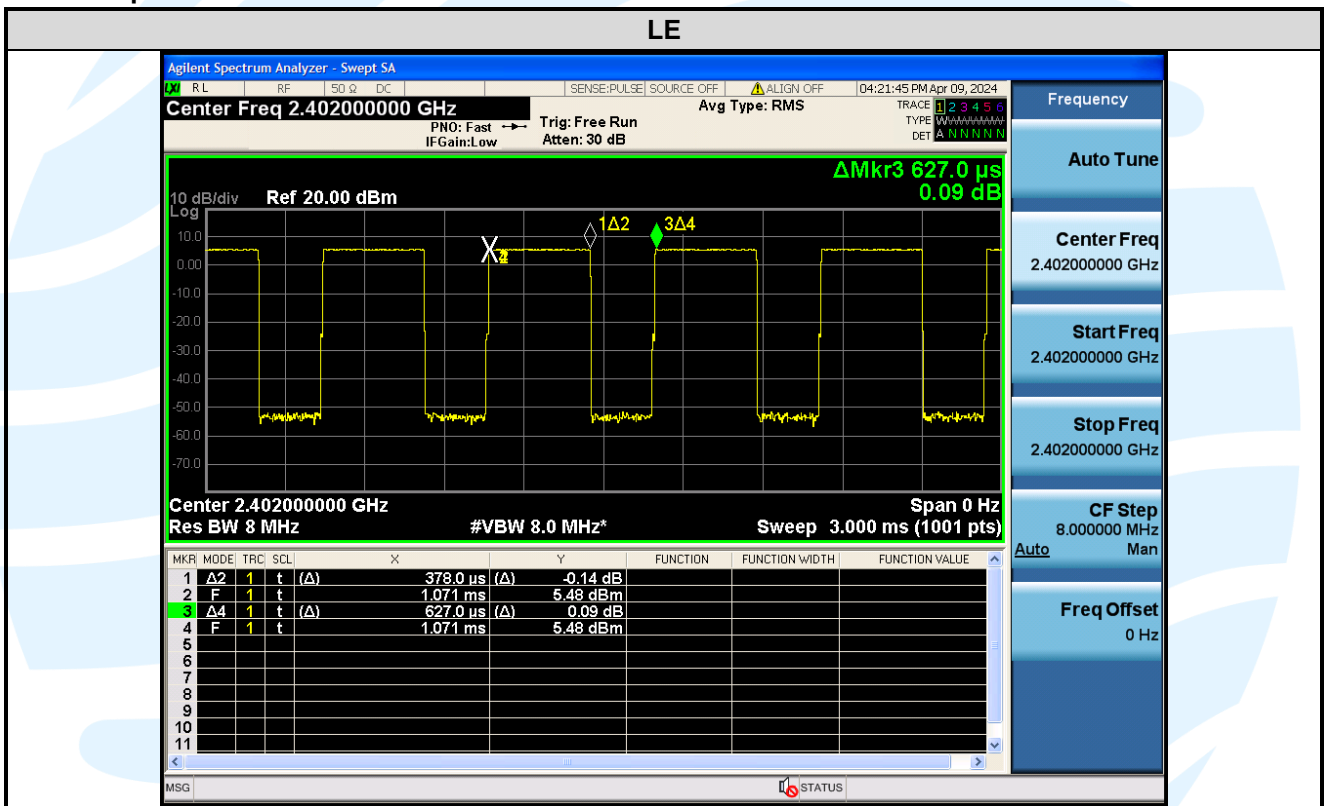 LE
Agilent Spectrum Analyzer - Swept SA
LXI RL RF 50 Ω DC SENSE:PULSE SOURCE OFF ALIGN OFF 04:21:45 PM Apr 09, 2024
Center Freq 2.402000000 GHz Avg Type: RMS TRACE 1 2 3 4 5 6
PNO: Fast Trig: Free Run TYPE WWWWWW
IFGain:Low Atten: 30 dB DET A N N N N N
ΔMkr3 627.0 µs
0.09 dB
10 dB/div Ref 20.00 dBm
Log
10.0
0.00
-10.0
-20.0
-30.0
-40.0
-50.0
-60.0
-70.0
1Δ2 3Δ4
X
Center 2.402000000 GHz Span 0 Hz
Res BW 8 MHz #VBW 8.0 MHz* Sweep 3.000 ms (1001 pts)
MKR MODE TRC SCL X Y FUNCTION FUNCTION WIDTH FUNCTION VALUE
1 Δ2 1 t (Δ) 378.0 µs (Δ) -0.14 dB
2 F 1 t 1.071 ms 5.48 dBm
3 Δ4 1 t (Δ) 627.0 µs (Δ) 0.09 dB
4 F 1 t 1.071 ms 5.48 dBm
5
6
7
8
9
10
11
MSG STATUS
Frequency
Auto Tune
Center Freq
2.402000000 GHz
Start Freq
2.402000000 GHz
Stop Freq
2.402000000 GHz
CF Step
8.000000 MHz
Auto Man
Freq Offset
0 Hz